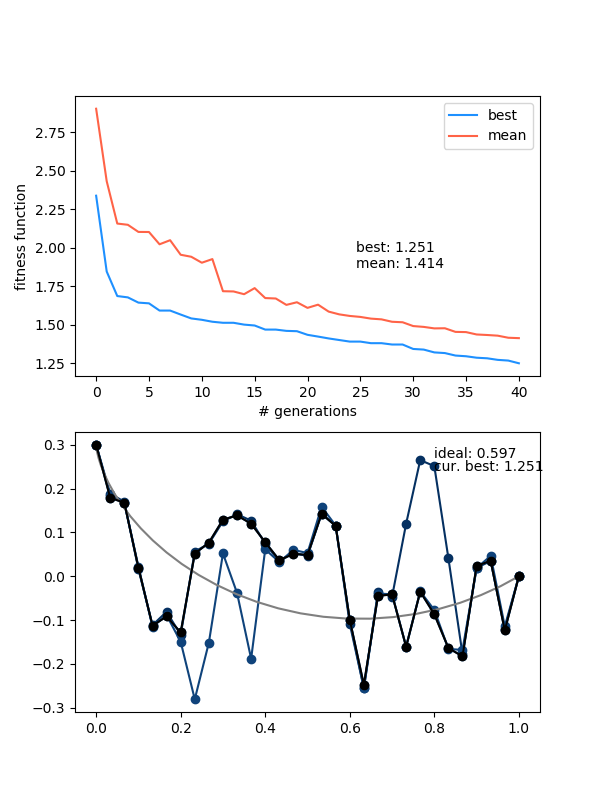 best
mean
2.75
2.50
2.25
2.00
1.75
1.50
1.25
fitness function
best: 1.251
mean: 1.414
0 5 10 15 20 25 30 35 40
# generations
0.3
0.2
0.1
0.0
−0.1
−0.2
−0.3
ideal: 0.597
cur. best: 1.251
0.0 0.2 0.4 0.6 0.8 1.0